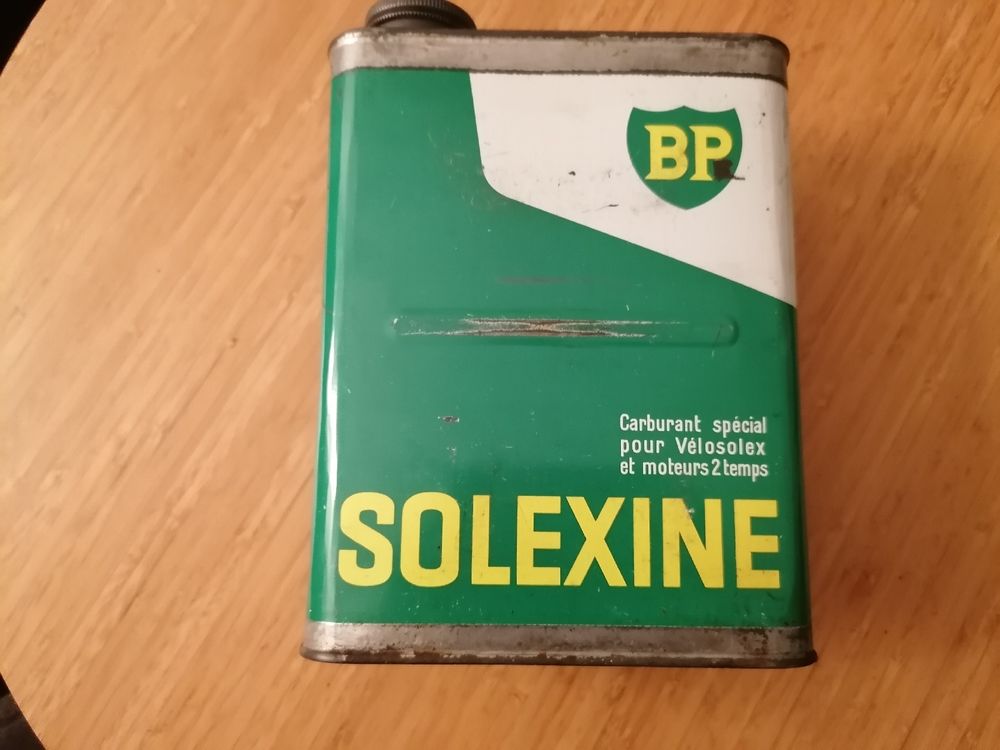 BP
Carburant spécial
pour Vélosolex
et moteurs 2 temps
SOLEXINE